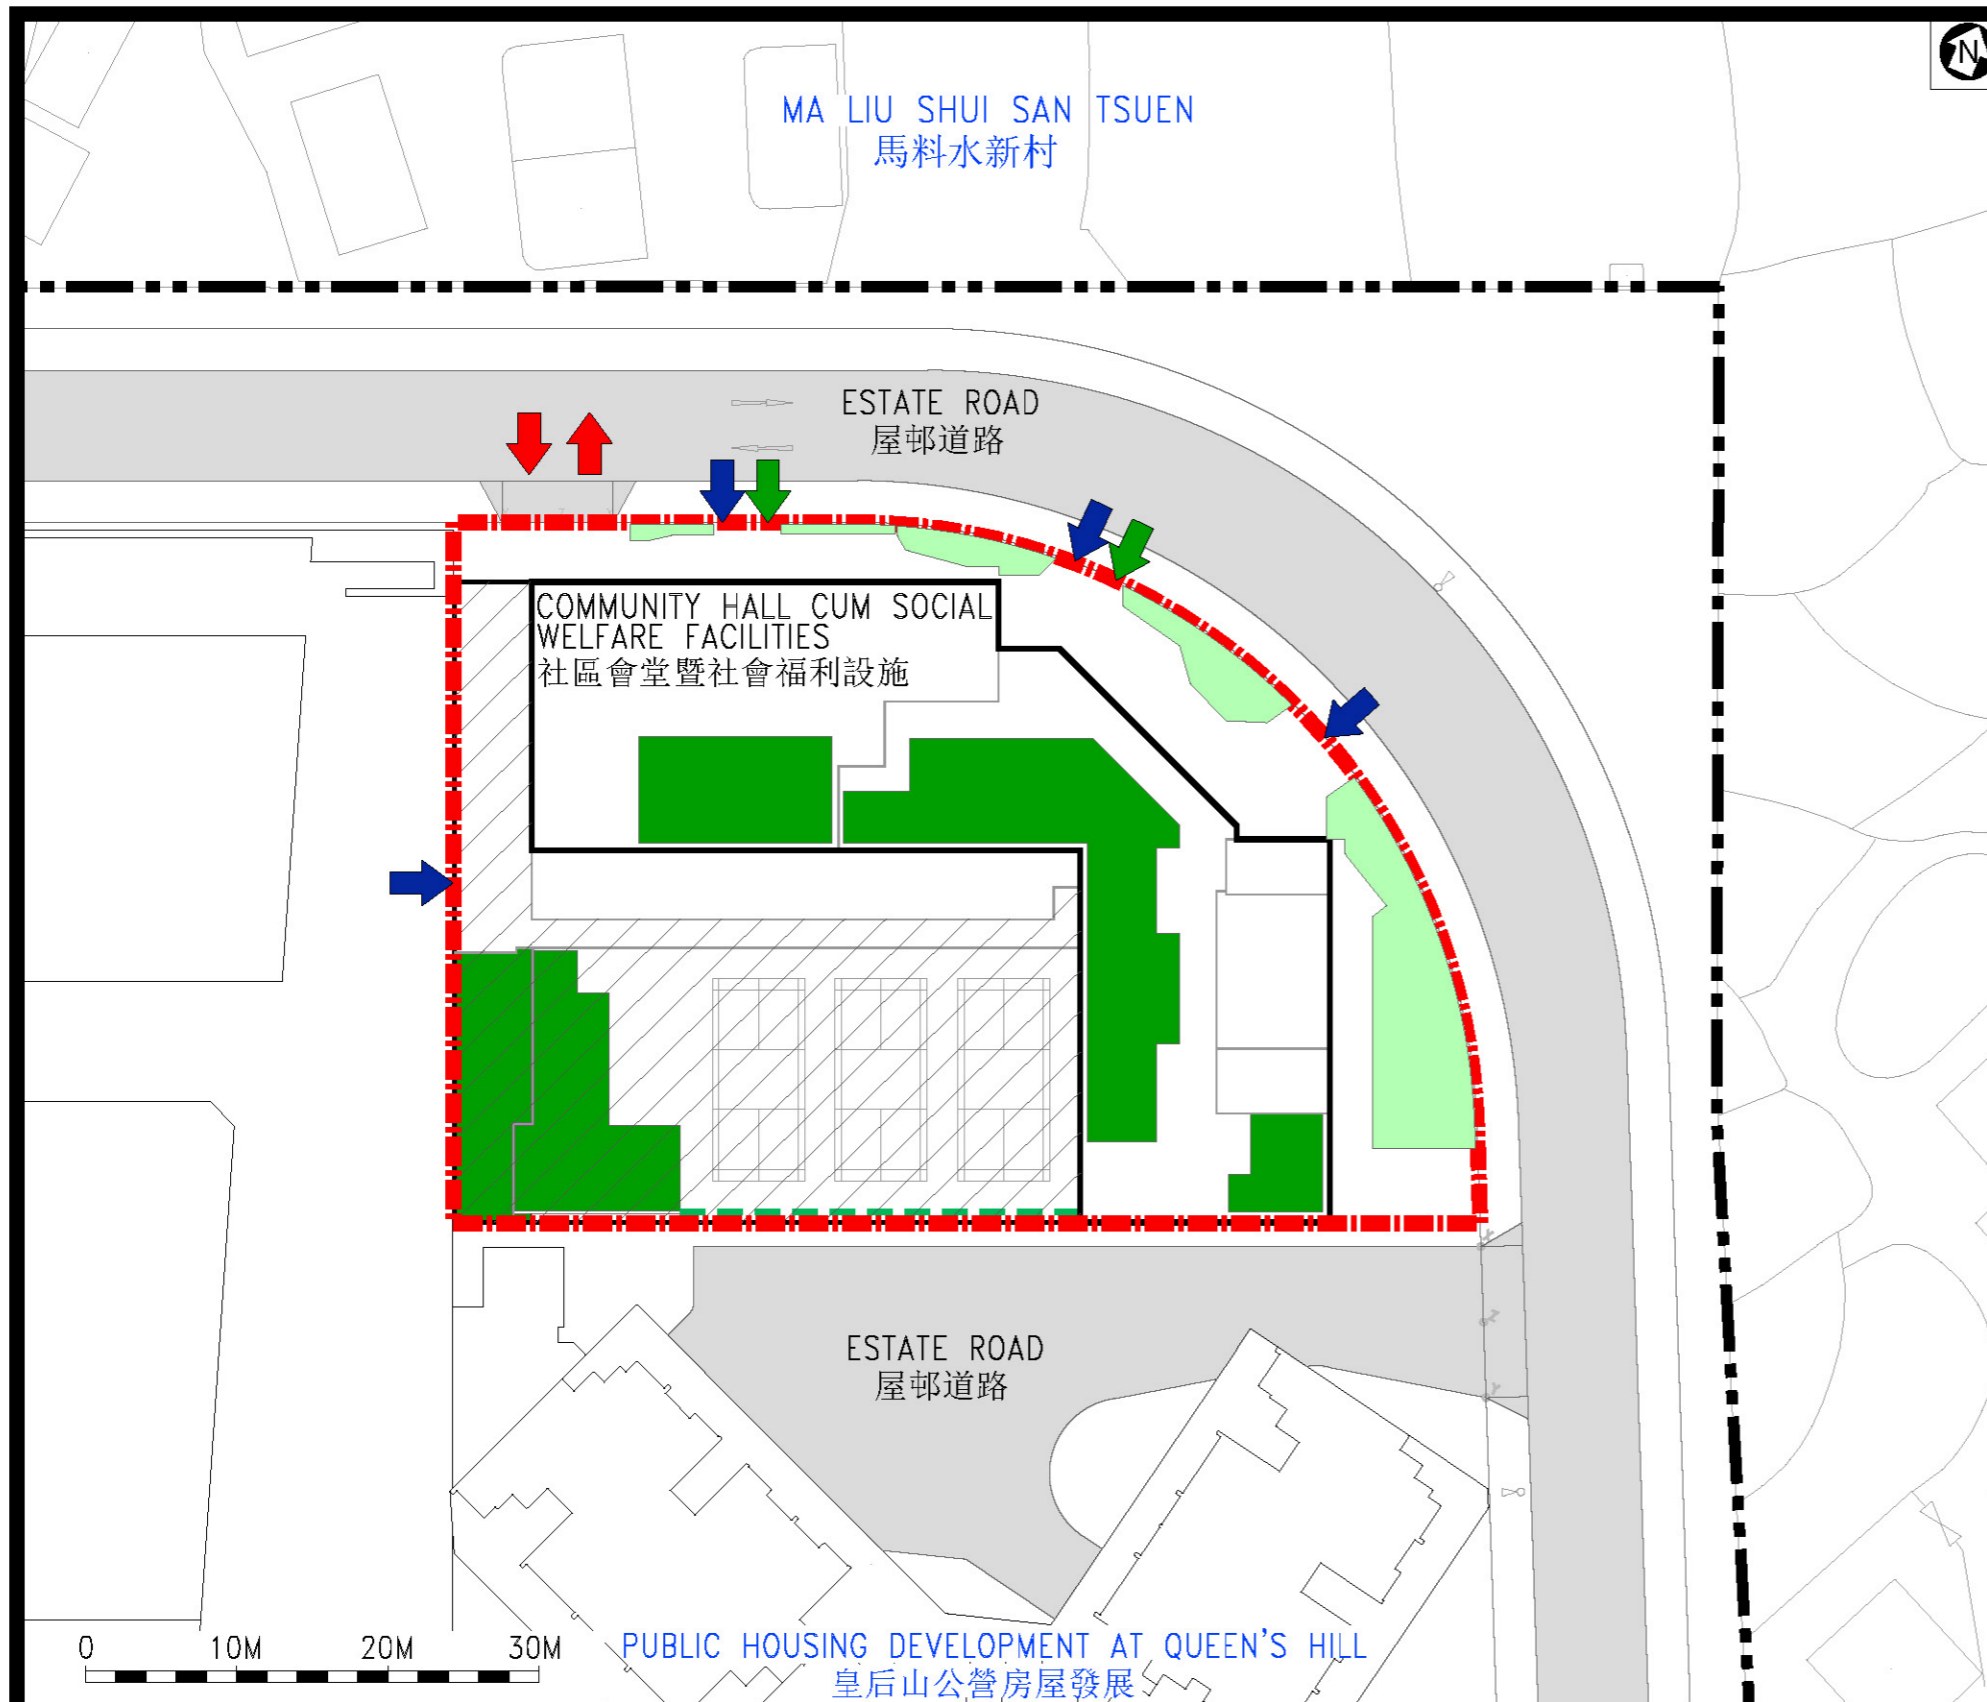 N
MA LIU SHUI SAN TSUEN
馬料水新村
ESTATE ROAD
屋邨道路
COMMUNITY HALL CUM SOCIAL
WELFARE FACILITIES
社區會堂暨社會福利設施
ESTATE ROAD
屋邨道路
0 10M 20M 30M
PUBLIC HOUSING DEVELOPMENT AT QUEEN'S HILL
皇后山公營房屋發展